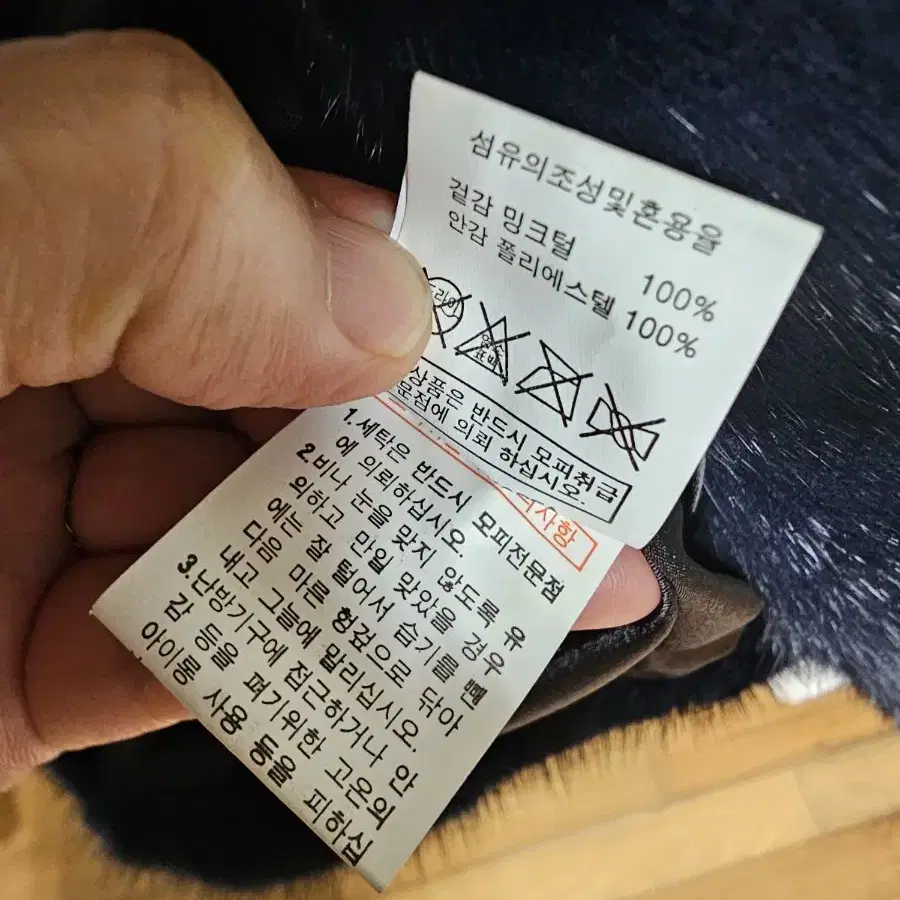 섬유의조성및혼용율
겉감 밍크털 100%
안감 폴리에스텔 100%
상품은 반드시 모피취급
문점에 의뢰 하십시오
의사항
1.세탁은 반드시 모피전문점
에 의뢰하십시오
2.비나 눈을 맞지 않도록 유
의하고 만일 맞았을 경우
에는 잘 털어서 습기를 뺀
다음 마른 헝겊으로 닦아
내고 그늘에 말리십시오.
3.난방기구에 접근하거나 안
감 등을 펴기위한 고온의
아이롱 사용 등을 피하십